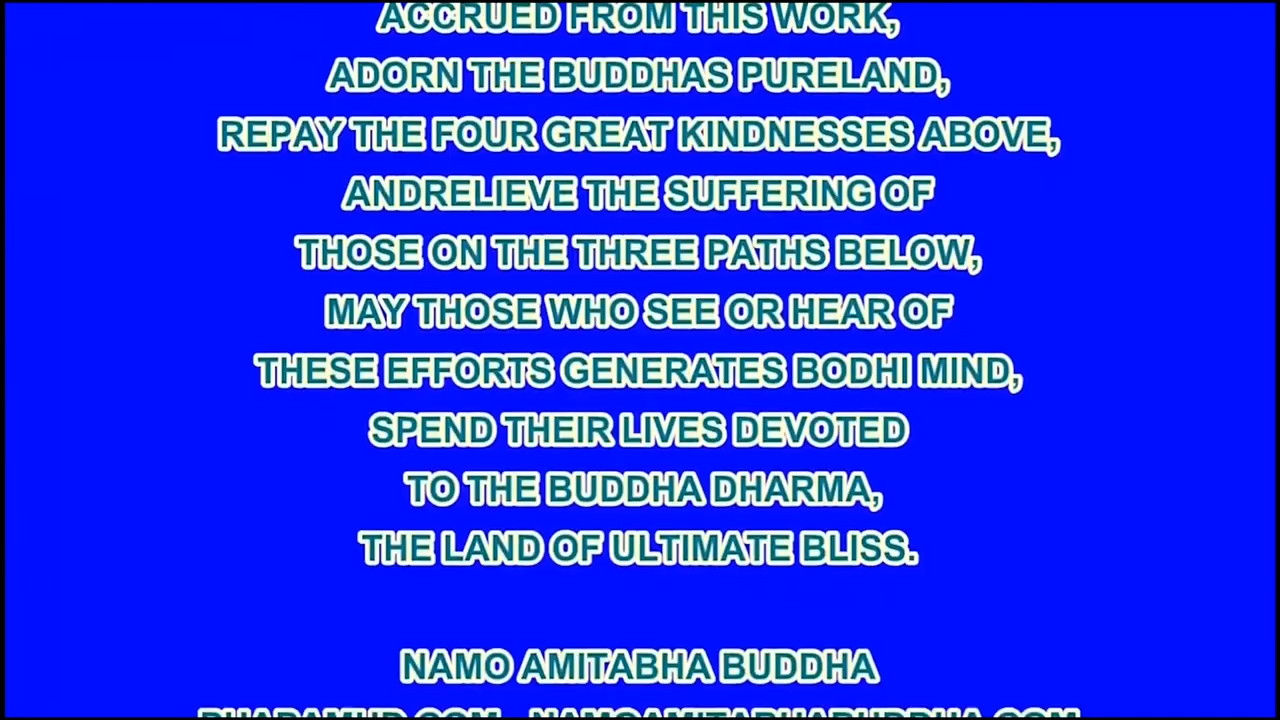 ACCRUED FROM THIS WORK,
ADORN THE BUDDHAS PURELAND,
REPAY THE FOUR GREAT KINDNESSES ABOVE,
ANDRELIEVE THE SUFFERING OF
THOSE ON THE THREE PATHS BELOW,
MAY THOSE WHO SEE OR HEAR OF
THESE EFFORTS GENERATES BODHI MIND,
SPEND THEIR LIVES DEVOTED
TO THE BUDDHA DHARMA,
THE LAND OF ULTIMATE BLISS.
NAMO AMITABHA BUDDHA